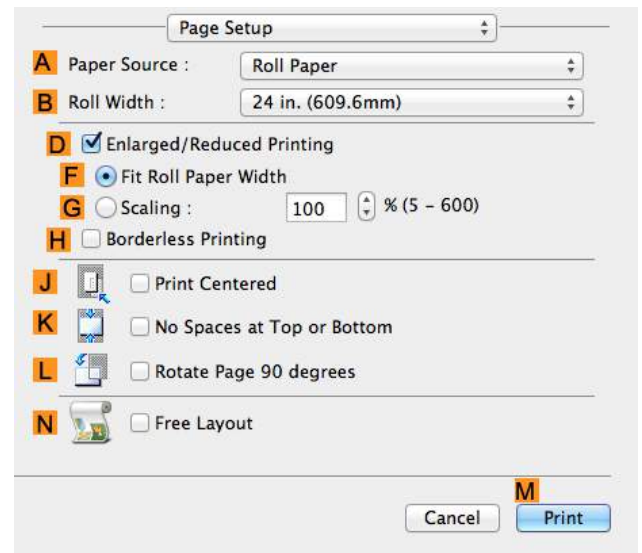 Page Setup
A Paper Source : Roll Paper
B Roll Width : 24 in. (609.6mm)
D Enlarged/Reduced Printing
F Fit Roll Paper Width
G Scaling : 100 % (5 - 600)
H Borderless Printing
J Print Centered
K No Spaces at Top or Bottom
L Rotate Page 90 degrees
N Free Layout
M
Cancel Print